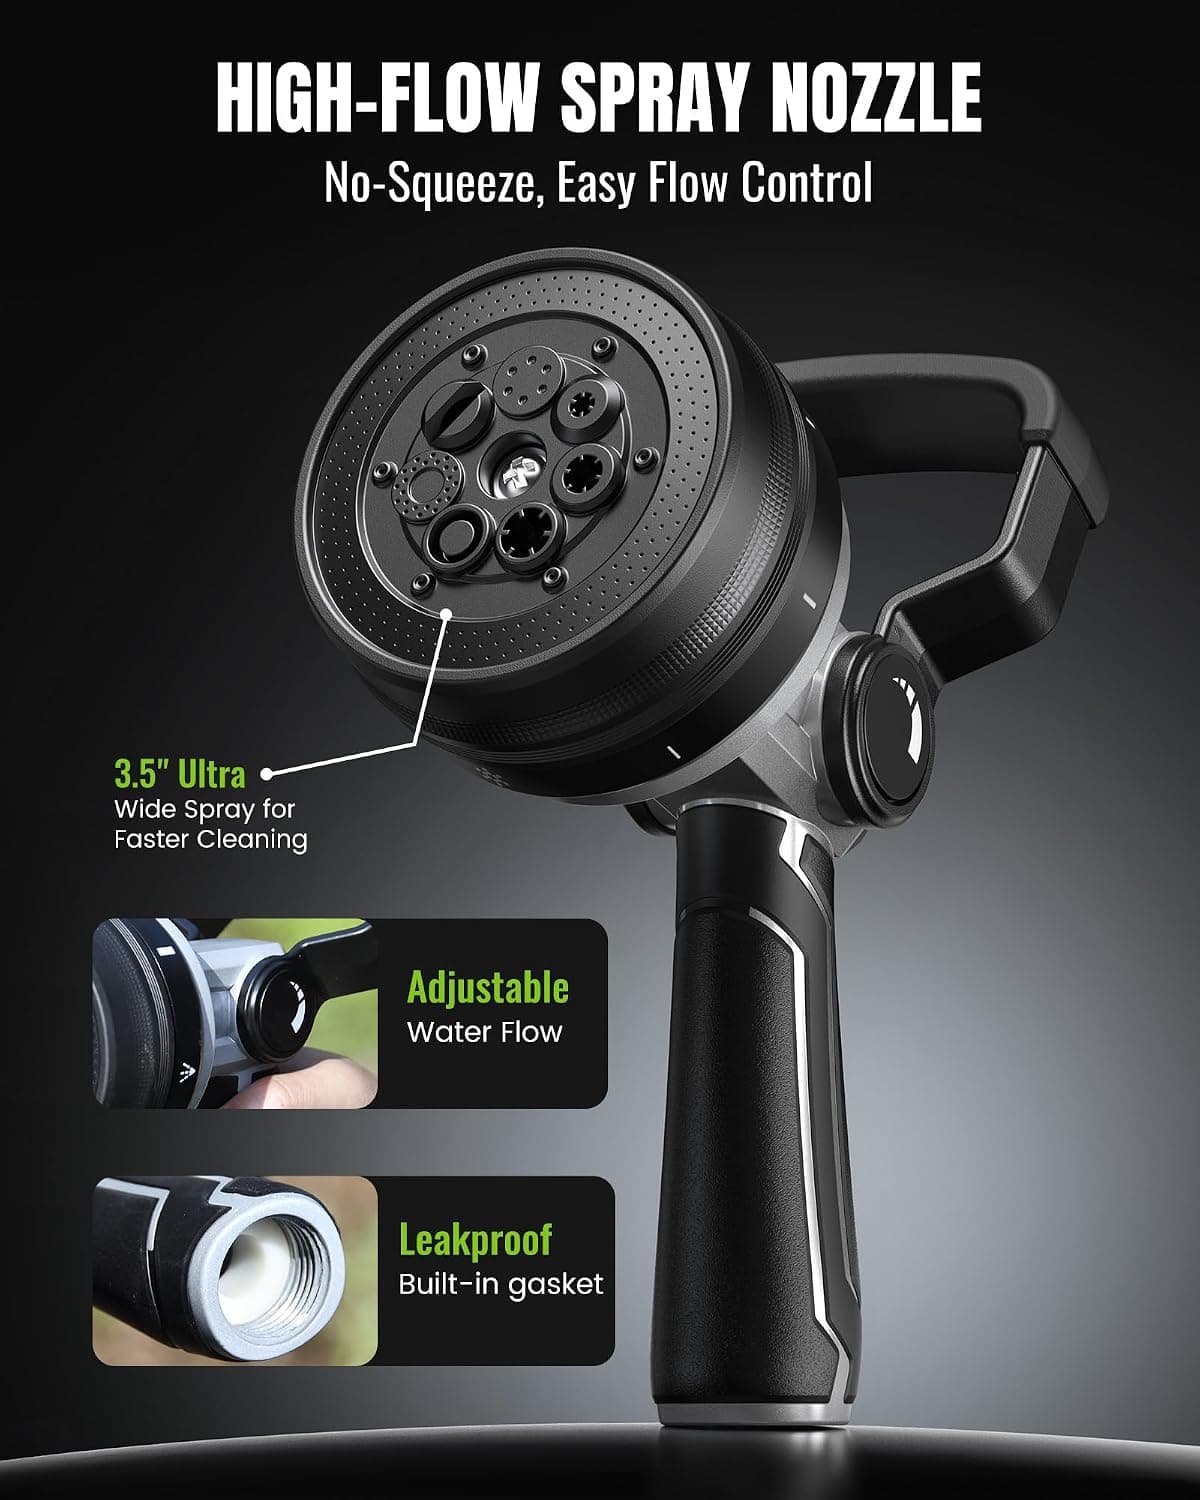 HIGH-FLOW SPRAY NOZZLE
No-Squeeze, Easy Flow Control
3.5" Ultra
Wide Spray for
Faster Cleaning
Adjustable
Water Flow
Leakproof
Built-in gasket